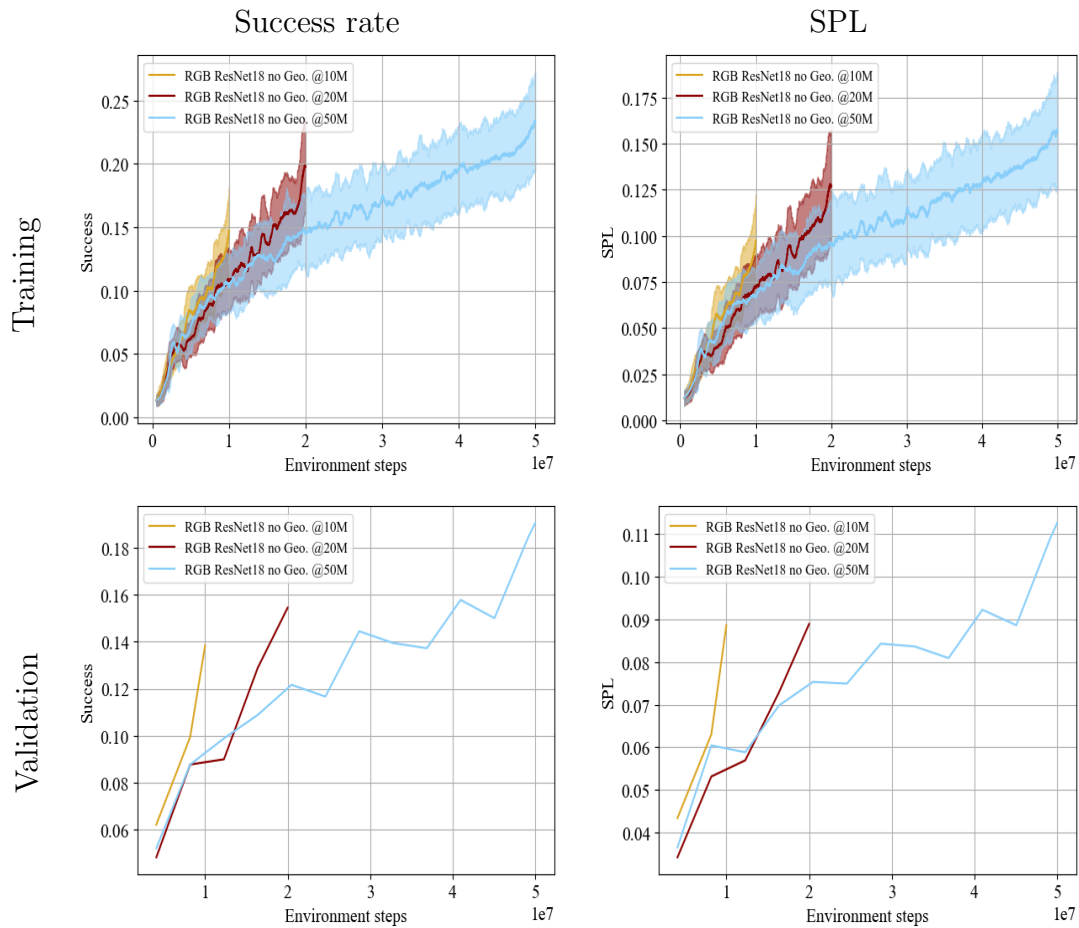 Success rate
SPL
Training
Success
RGB ResNet18 no Geo. @10M
RGB ResNet18 no Geo. @20M
RGB ResNet18 no Geo. @50M
0.25
0.20
0.15
0.10
0.05
0.00
0 1 2 3 4 5
1e7
Environment steps
SPL
RGB ResNet18 no Geo. @10M
RGB ResNet18 no Geo. @20M
RGB ResNet18 no Geo. @50M
0.175
0.150
0.125
0.100
0.075
0.050
0.025
0.000
0 1 2 3 4 5
1e7
Environment steps
Validation
Success
RGB ResNet18 no Geo. @10M
RGB ResNet18 no Geo. @20M
RGB ResNet18 no Geo. @50M
0.18
0.16
0.14
0.12
0.10
0.08
0.06
1 2 3 4 5
1e7
Environment steps
SPL
RGB ResNet18 no Geo. @10M
RGB ResNet18 no Geo. @20M
RGB ResNet18 no Geo. @50M
0.11
0.10
0.09
0.08
0.07
0.06
0.05
0.04
1 2 3 4 5
1e7
Environment steps